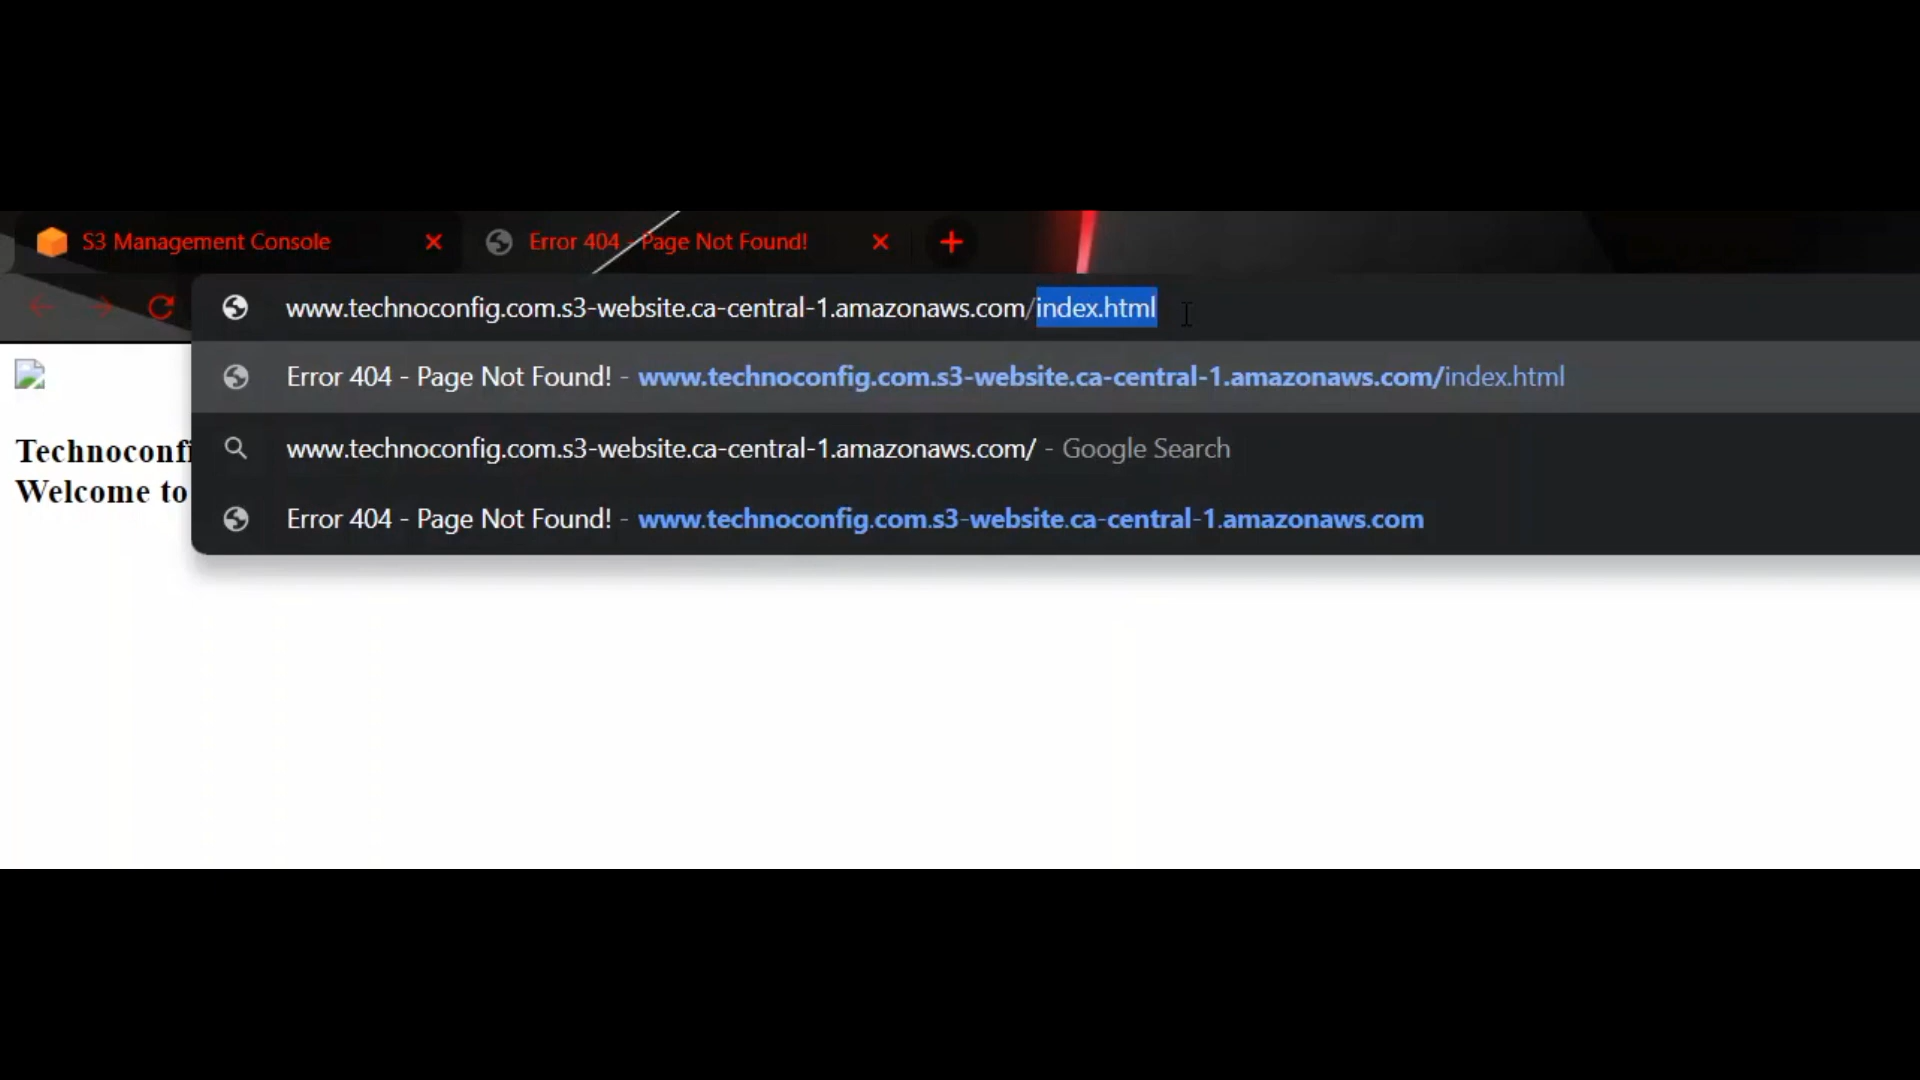 S3 Management Console
Error 404 - Page Not Found!
www.technoconfig.com.s3-website.ca-central-1.amazonaws.com/index.html
Error 404 - Page Not Found! - www.technoconfig.com.s3-website.ca-central-1.amazonaws.com/index.html
www.technoconfig.com.s3-website.ca-central-1.amazonaws.com/ - Google Search
Error 404 - Page Not Found! - www.technoconfig.com.s3-website.ca-central-1.amazonaws.com
Technoconfi
Welcome to